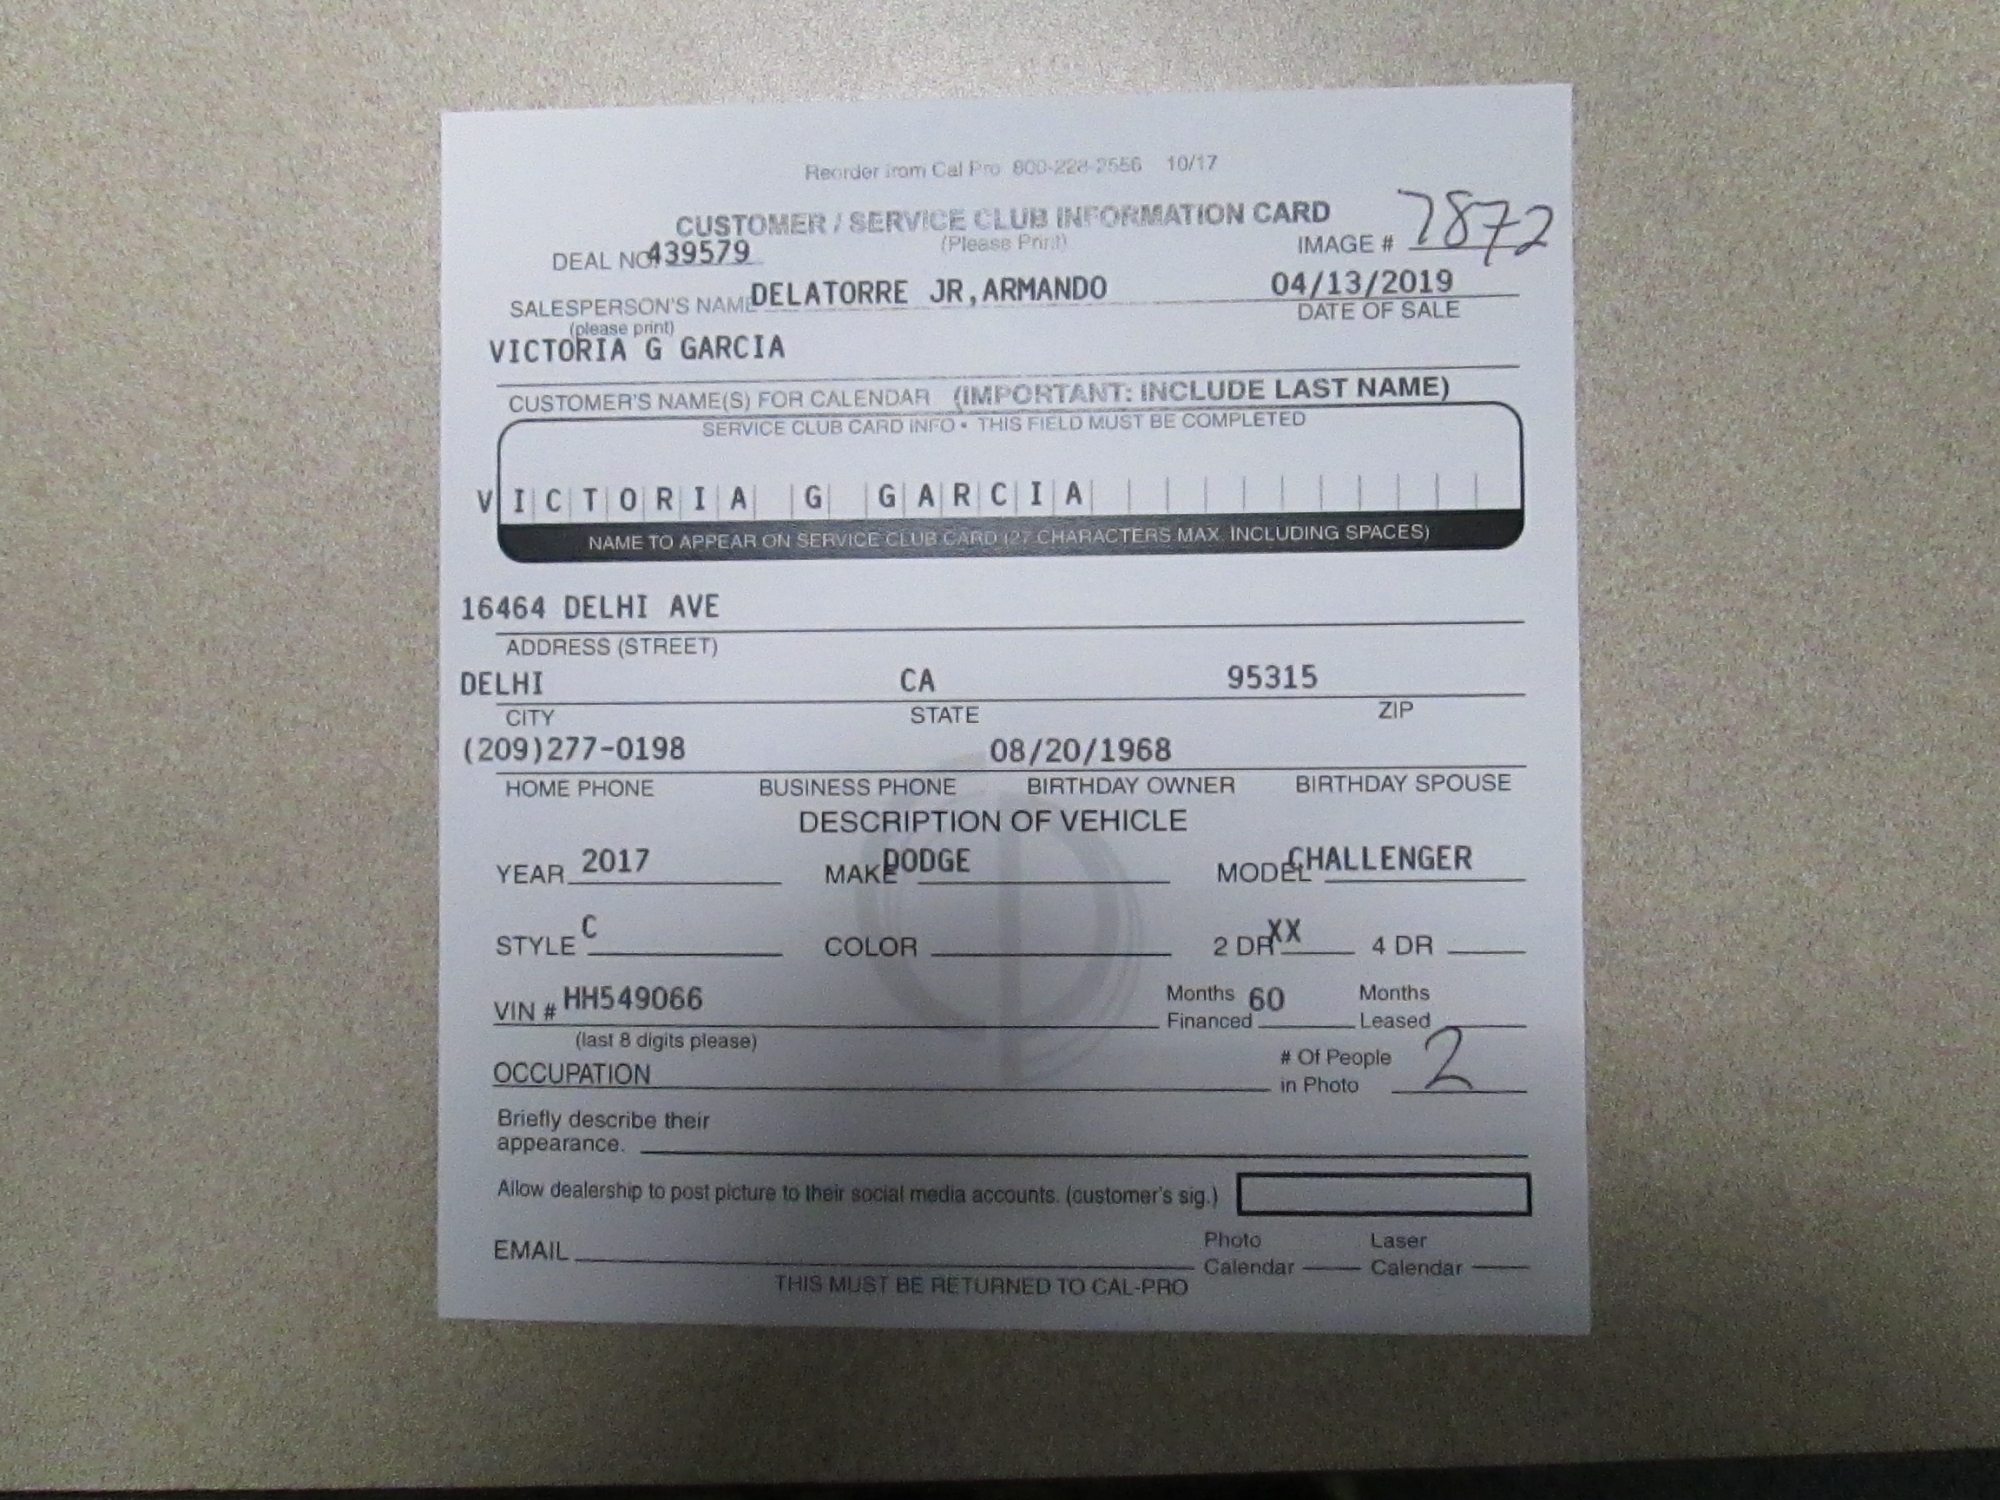 Reorder from Cal Pro 800-228-2556 10/17
CUSTOMER / SERVICE CLUB INFORMATION CARD
(Please Print)
DEAL NO. 439579 IMAGE # 7872
SALESPERSON'S NAME DELATORRE JR,ARMANDO 04/13/2019
(please print) DATE OF SALE
VICTORIA G GARCIA
CUSTOMER'S NAME(S) FOR CALENDAR (IMPORTANT: INCLUDE LAST NAME)
SERVICE CLUB CARD INFO • THIS FIELD MUST BE COMPLETED
VICTORIA G GARCIA
NAME TO APPEAR ON SERVICE CLUB CARD (27 CHARACTERS MAX. INCLUDING SPACES)
16464 DELHI AVE
ADDRESS (STREET)
DELHI CA 95315
CITY STATE ZIP
(209)277-0198 08/20/1968
HOME PHONE BUSINESS PHONE BIRTHDAY OWNER BIRTHDAY SPOUSE
DESCRIPTION OF VEHICLE
YEAR 2017 MAKE DODGE MODEL CHALLENGER
STYLE C COLOR 2 DR XX 4 DR
VIN # HH549066 Months Financed 60 Months Leased
(last 8 digits please)
OCCUPATION # Of People in Photo 2
Briefly describe their
appearance.
Allow dealership to post picture to their social media accounts. (customer's sig.)
EMAIL Photo Calendar Laser Calendar
THIS MUST BE RETURNED TO CAL-PRO